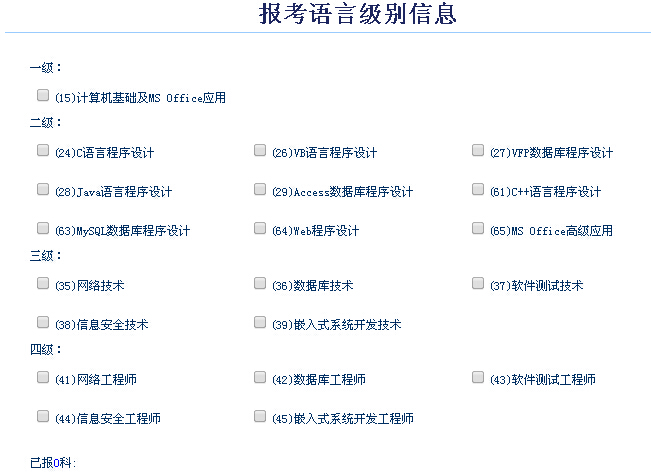 报考语言级别信息
一级：
(15)计算机基础及MS Office应用
二级：
(24)C语言程序设计 (26)VB语言程序设计 (27)VFP数据库程序设计
(28)Java语言程序设计 (29)Access数据库程序设计 (61)C++语言程序设计
(63)MySQL数据库程序设计 (64)Web程序设计 (65)MS Office高级应用
三级：
(35)网络技术 (36)数据库技术 (37)软件测试技术
(38)信息安全技术 (39)嵌入式系统开发技术
四级：
(41)网络工程师 (42)数据库工程师 (43)软件测试工程师
(44)信息安全工程师 (45)嵌入式系统开发工程师
已报0科: